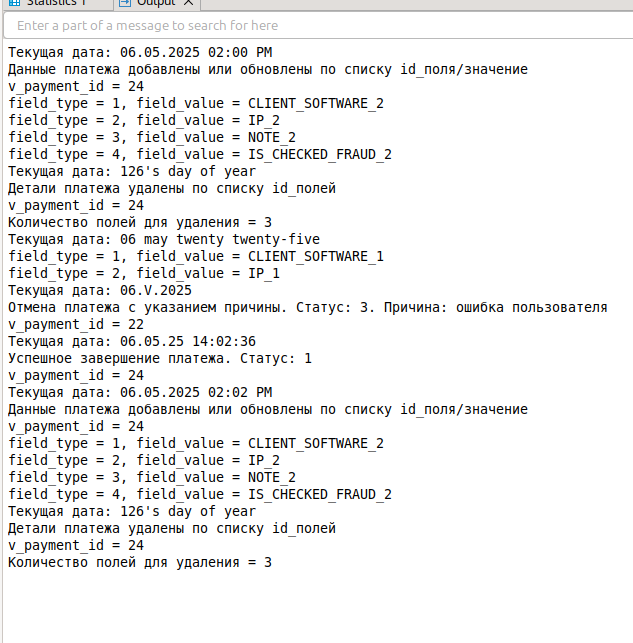 Statistics 1
Output
Enter a part of a message to search for here
Текущая дата: 06.05.2025 02:00 PM
Данные платежа добавлены или обновлены по списку id_поля/значение
v_payment_id = 24
field_type = 1, field_value = CLIENT_SOFTWARE_2
field_type = 2, field_value = IP_2
field_type = 3, field_value = NOTE_2
field_type = 4, field_value = IS_CHECKED_FRAUD_2
Текущая дата: 126's day of year
Детали платежа удалены по списку id_полей
v_payment_id = 24
Количество полей для удаления = 3
Текущая дата: 06 may twenty twenty-five
field_type = 1, field_value = CLIENT_SOFTWARE_1
field_type = 2, field_value = IP_1
Текущая дата: 06.V.2025
Отмена платежа с указанием причины. Статус: 3. Причина: ошибка пользователя
v_payment_id = 22
Текущая дата: 06.05.25 14:02:36
Успешное завершение платежа. Статус: 1
v_payment_id = 24
Текущая дата: 06.05.2025 02:02 PM
Данные платежа добавлены или обновлены по списку id_поля/значение
v_payment_id = 24
field_type = 1, field_value = CLIENT_SOFTWARE_2
field_type = 2, field_value = IP_2
field_type = 3, field_value = NOTE_2
field_type = 4, field_value = IS_CHECKED_FRAUD_2
Текущая дата: 126's day of year
Детали платежа удалены по списку id_полей
v_payment_id = 24
Количество полей для удаления = 3